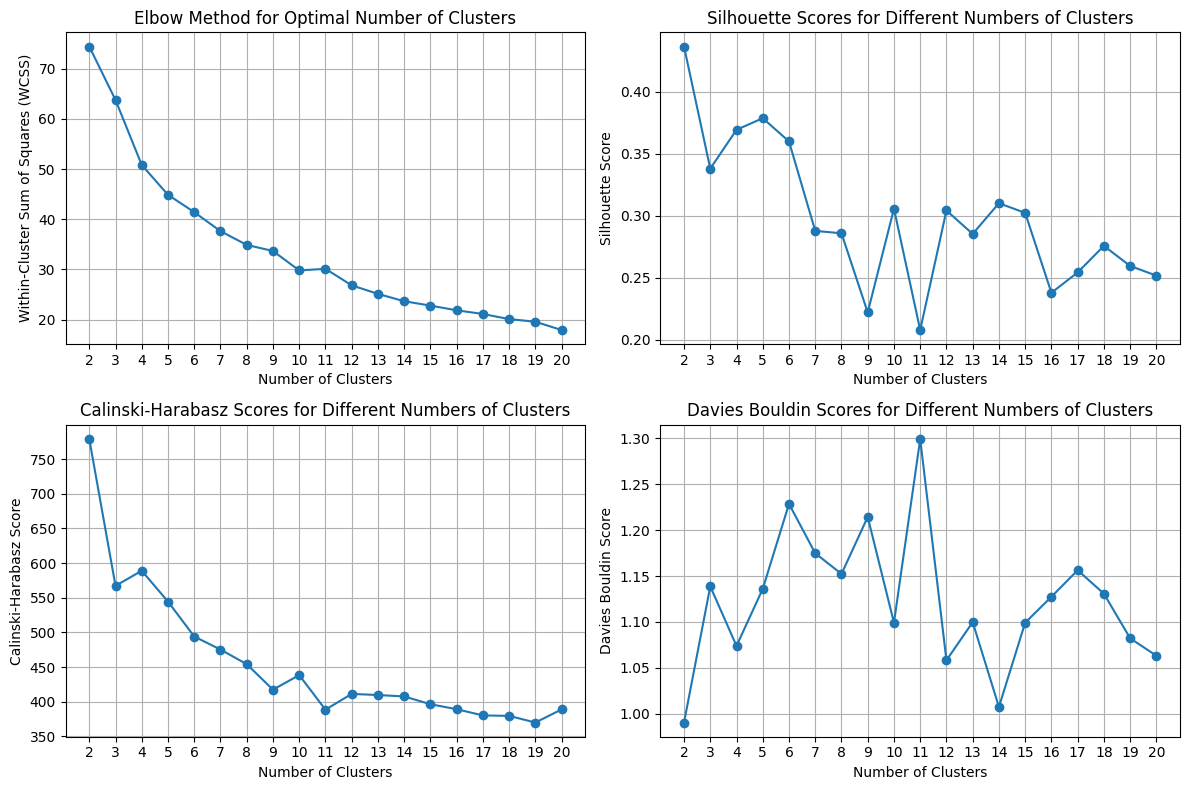 Elbow Method for Optimal Number of Clusters
Within-Cluster Sum of Squares (WCSS)
70
60
50
40
30
20
2 3 4 5 6 7 8 9 10 11 12 13 14 15 16 17 18 19 20
Number of Clusters
Silhouette Scores for Different Numbers of Clusters
Silhouette Score
0.40
0.35
0.30
0.25
0.20
2 3 4 5 6 7 8 9 10 11 12 13 14 15 16 17 18 19 20
Number of Clusters
Calinski-Harabasz Scores for Different Numbers of Clusters
Calinski-Harabasz Score
750
700
650
600
550
500
450
400
350
2 3 4 5 6 7 8 9 10 11 12 13 14 15 16 17 18 19 20
Number of Clusters
Davies Bouldin Scores for Different Numbers of Clusters
Davies Bouldin Score
1.30
1.25
1.20
1.15
1.10
1.05
1.00
2 3 4 5 6 7 8 9 10 11 12 13 14 15 16 17 18 19 20
Number of Clusters